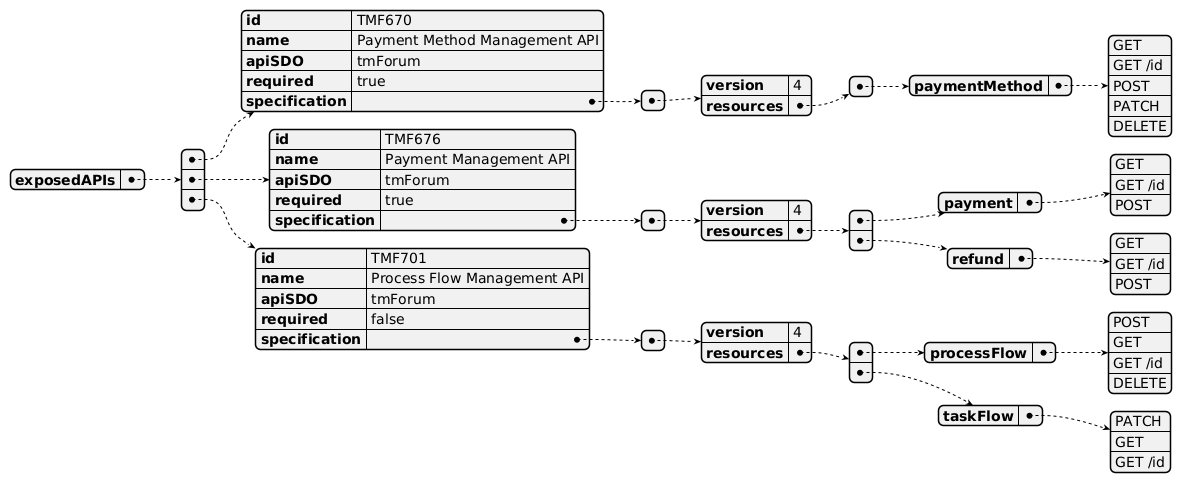 exposedAPIs
id TMF670
name Payment Method Management API
apiSDO tmForum
required true
specification
version 4
resources
paymentMethod
GET
GET /id
POST
PATCH
DELETE
id TMF676
name Payment Management API
apiSDO tmForum
required true
specification
version 4
resources
payment
GET
GET /id
POST
refund
GET
GET /id
POST
id TMF701
name Process Flow Management API
apiSDO tmForum
required false
specification
version 4
resources
processFlow
POST
GET
GET /id
DELETE
taskFlow
PATCH
GET
GET /id